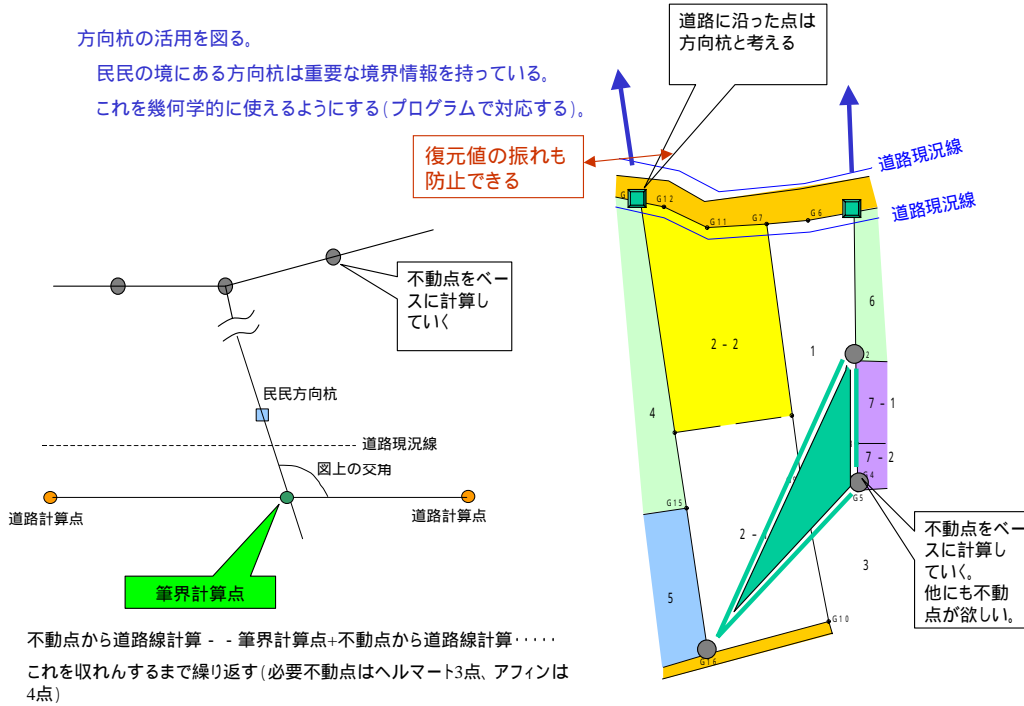 方向杭の活用を図る。
民民の境にある方向杭は重要な境界情報を持っている。
これを幾何学的に使えるようにする(プログラムで対応する)。
道路に沿った点は
方向杭と考える
復元値の振れも
防止できる
道路現況線
道路現況線
G12
G11
G7
G6
6
2-2
1
4
7-1
7-2
G4
G5
G15
2-
3
5
G10
G16
不動点をベー
スに計算し
ていく。
他にも不動
点が欲しい。
不動点をベー
スに計算し
ていく
民民方向杭
道路現況線
図上の交角
道路計算点
道路計算点
筆界計算点
不動点から道路線計算 - - 筆界計算点+不動点から道路線計算・・・・・
これを収れんするまで繰り返す(必要不動点はヘルマート3点、アフィンは
4点)